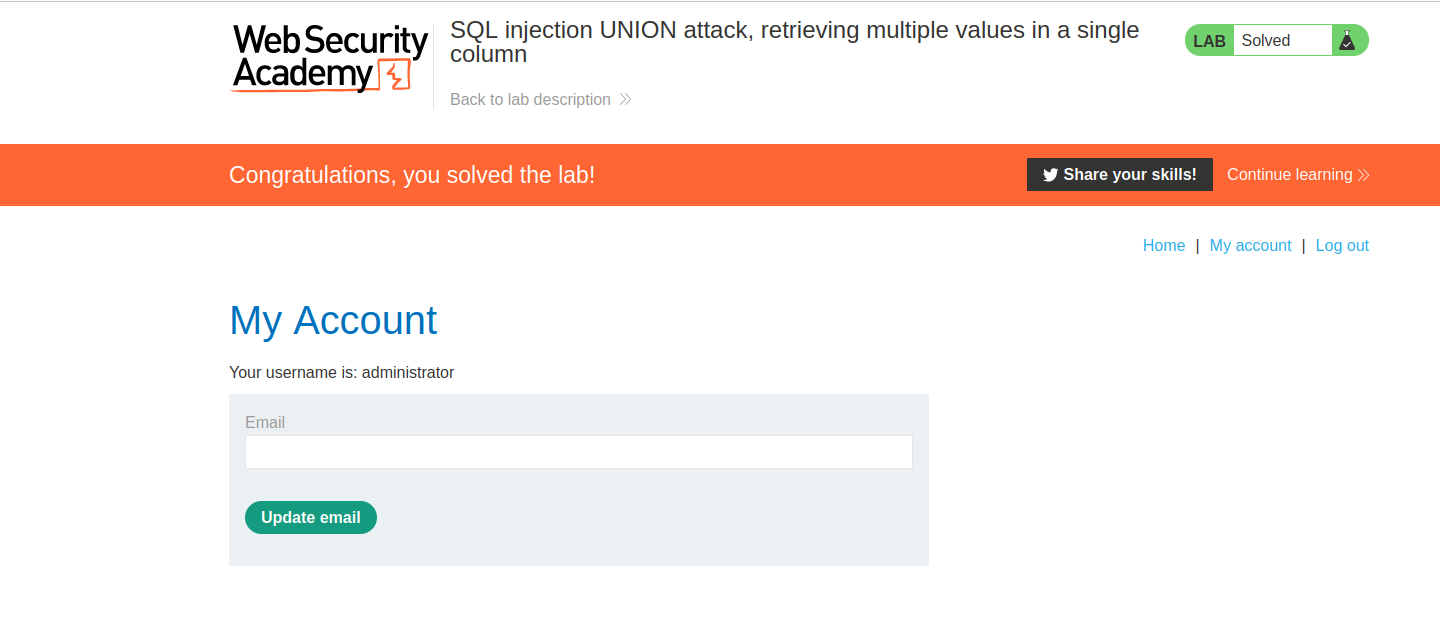 Web Security
Academy
SQL injection UNION attack, retrieving multiple values in a single
column
Back to lab description
LAB Solved
Congratulations, you solved the lab!
Share your skills!
Continue learning
Home | My account | Log out
My Account
Your username is: administrator
Email
Update email